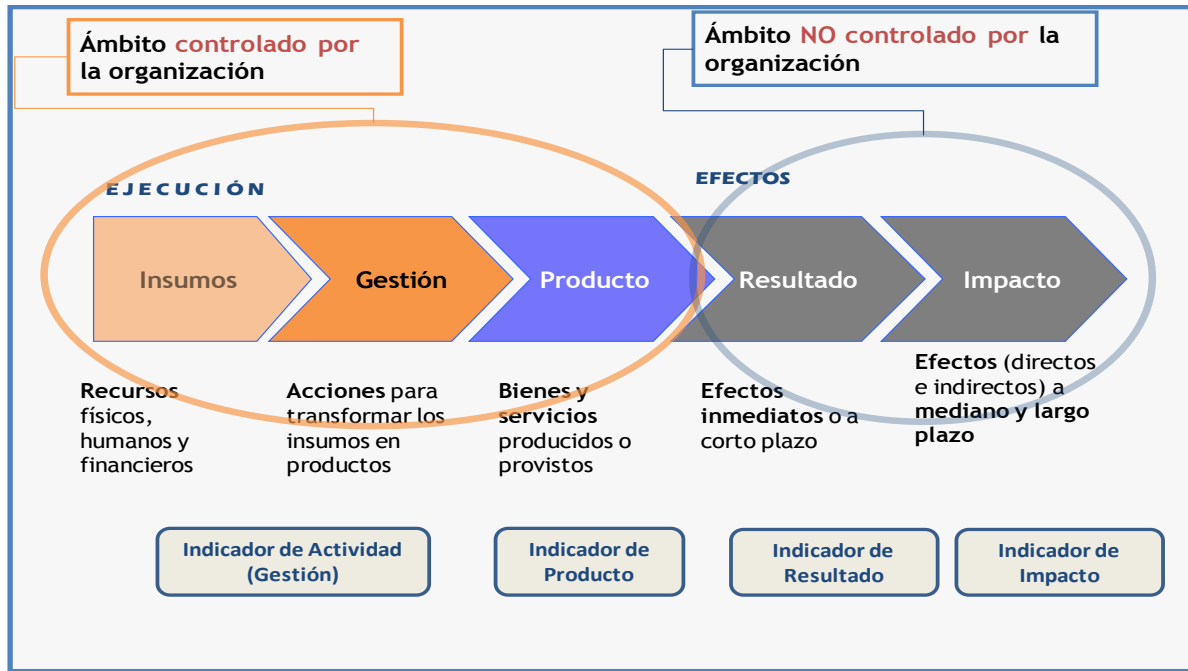 Ámbito controlado por
la organización
Ámbito NO controlado por la
organización
EJECUCIÓN
EFECTOS
Insumos
Gestión
Producto
Resultado
Impacto
Recursos
físicos,
humanos y
financieros
Acciones para
transformar los
insumos en
productos
Bienes y
servicios
producidos o
provistos
Efectos
inmediatos o a
corto plazo
Efectos (directos
e indirectos) a
mediano y largo
plazo
Indicador de Actividad
(Gestión)
Indicador de
Producto
Indicador de
Resultado
Indicador de
Impacto